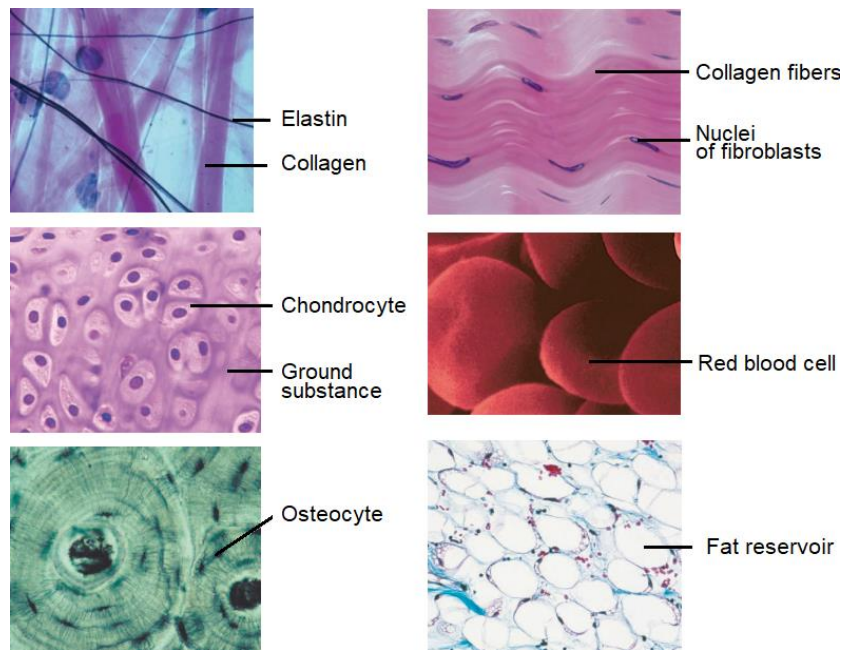 Elastin
Collagen
Collagen fibers
Nuclei
of fibroblasts
Chondrocyte
Ground
substance
Red blood cell
Osteocyte
Fat reservoir